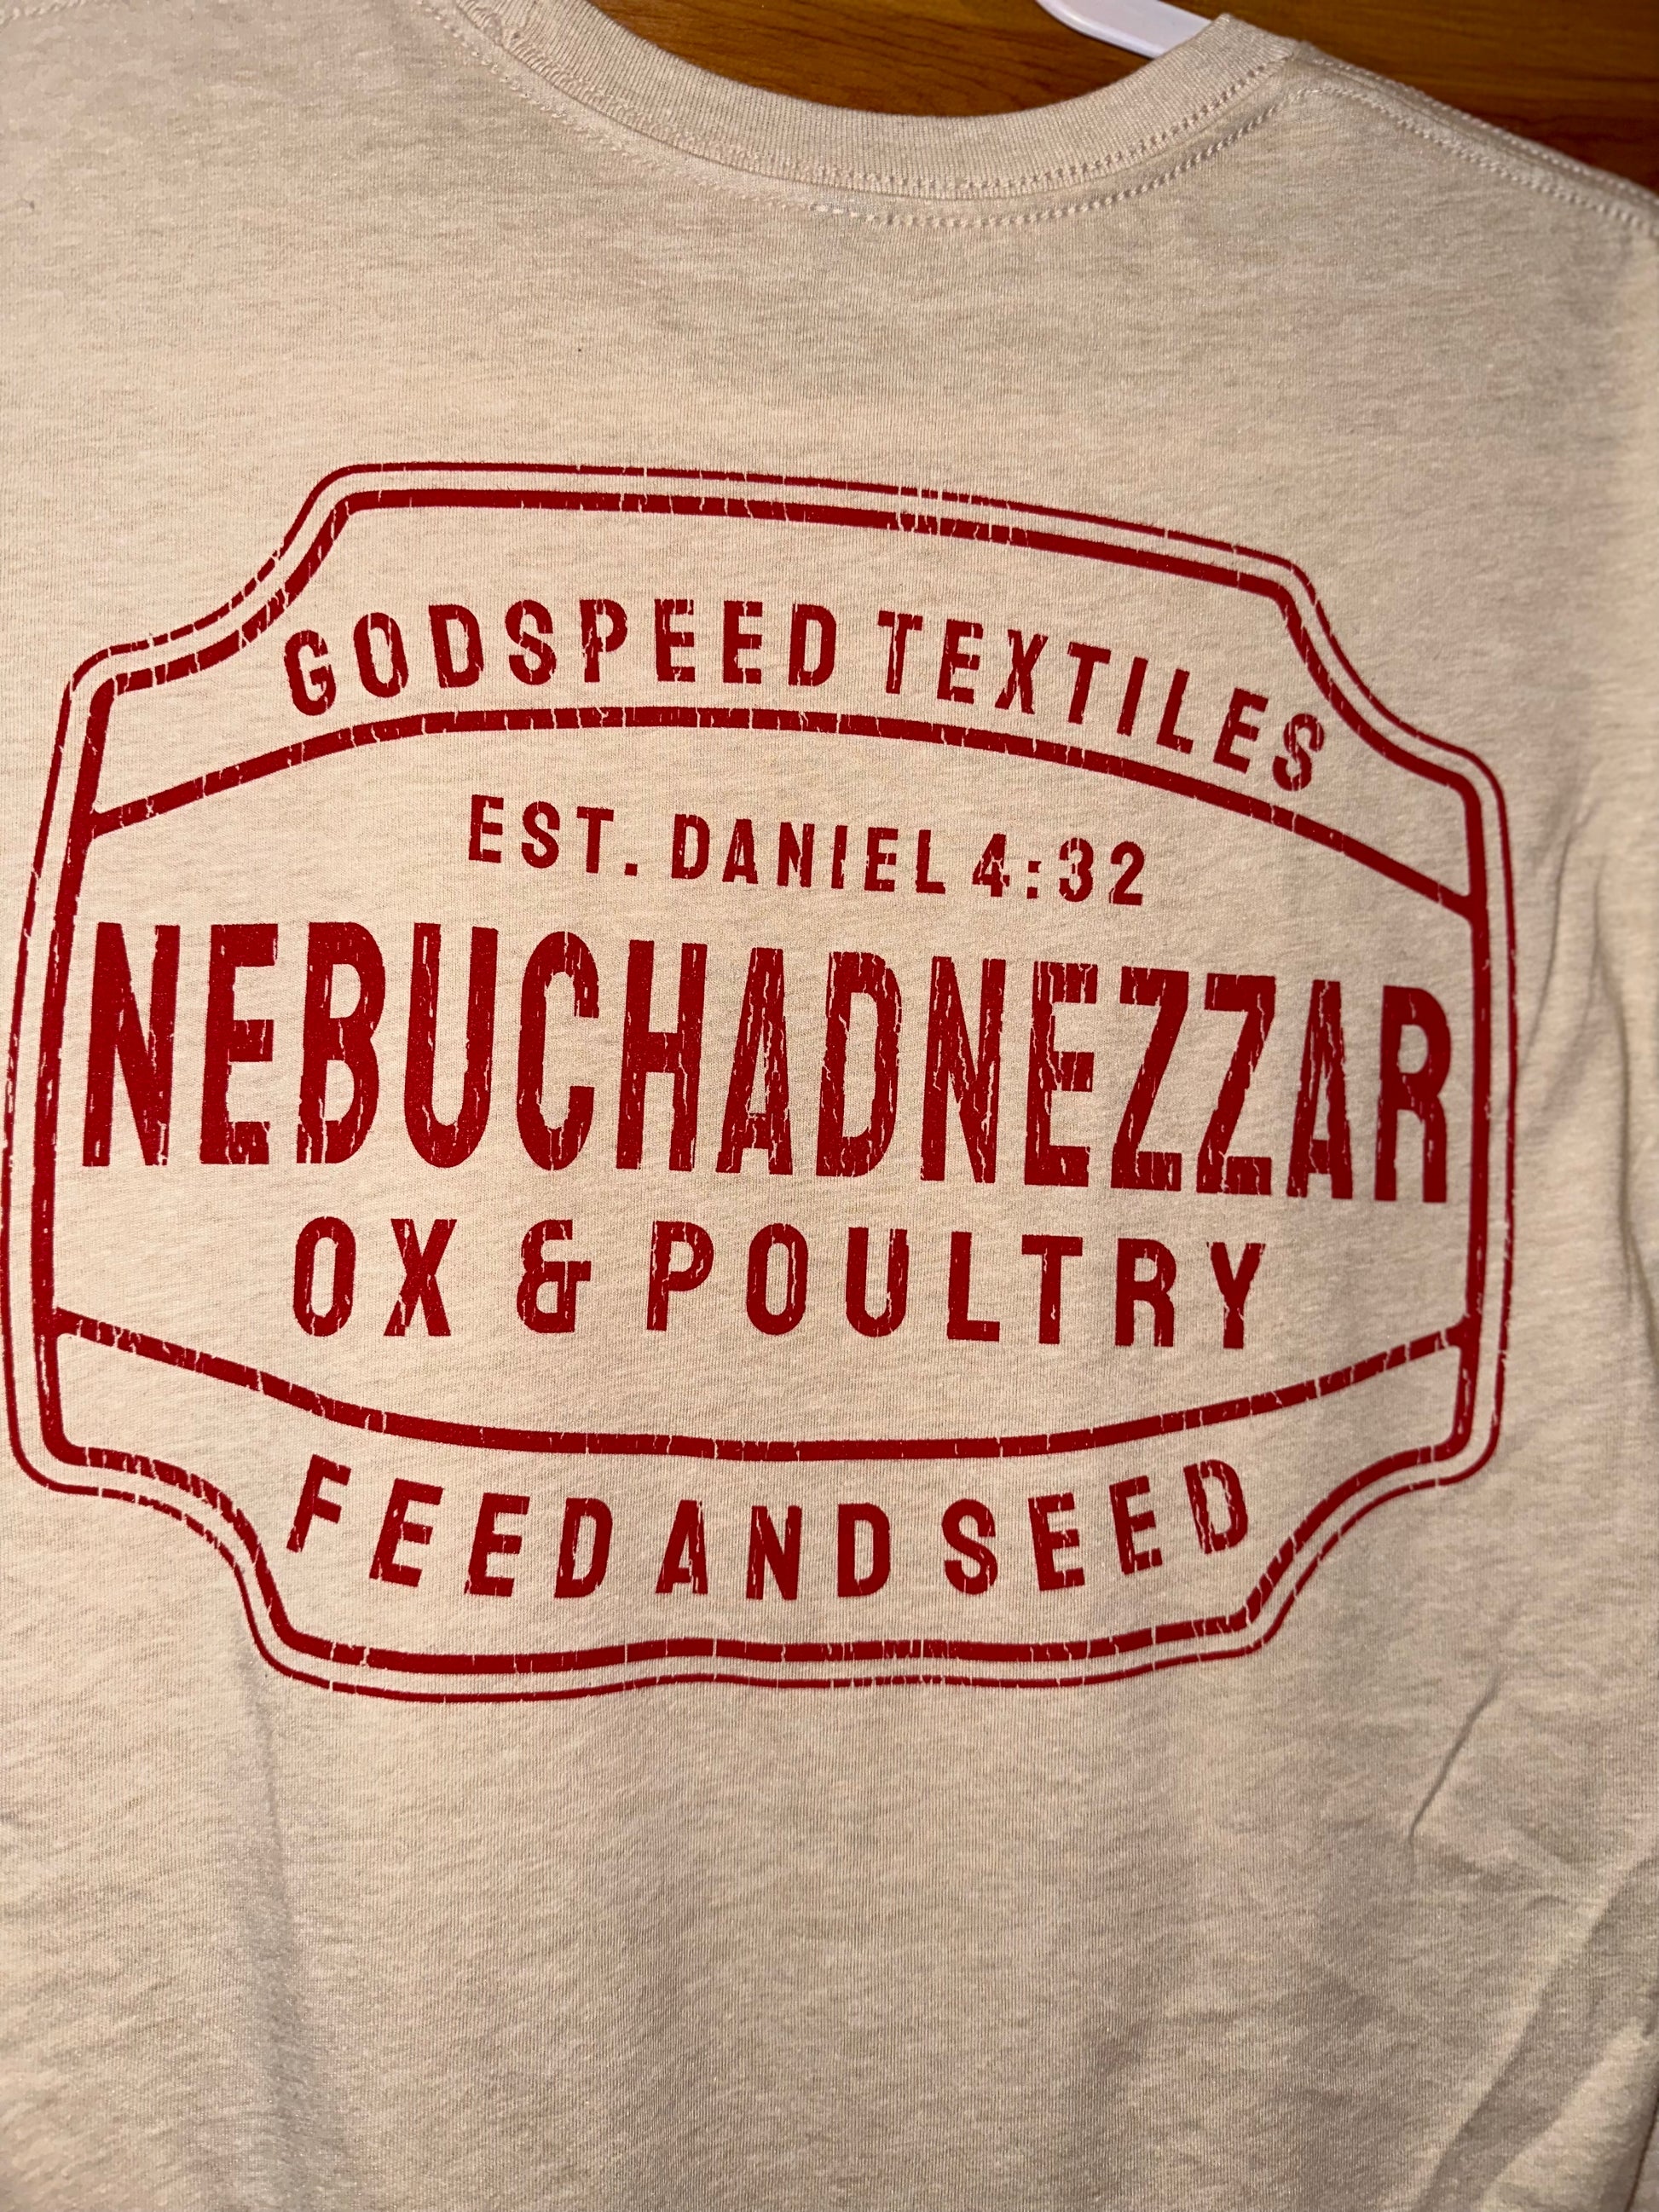 GODSPEED TEXTILES
EST. DANIEL 4:32
NEBUCHADNEZZAR
OX & POULTRY
FEED AND SEED